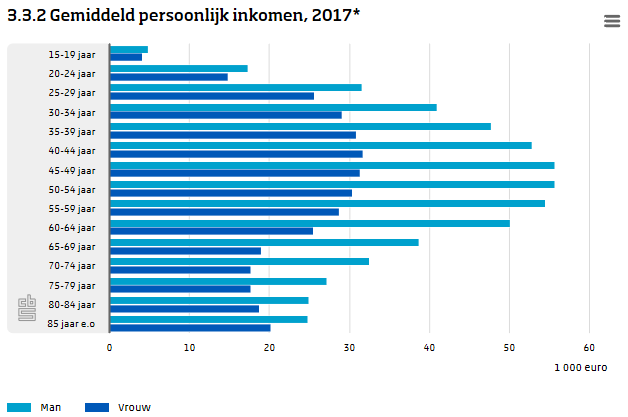 3.3.2 Gemiddeld persoonlijk inkomen, 2017*
15-19 jaar
20-24 jaar
25-29 jaar
30-34 jaar
35-39 jaar
40-44 jaar
45-49 jaar
50-54 jaar
55-59 jaar
60-64 jaar
65-69 jaar
70-74 jaar
75-79 jaar
80-84 jaar
85 jaar e.o
0 10 20 30 40 50 60
1 000 euro
Man Vrouw